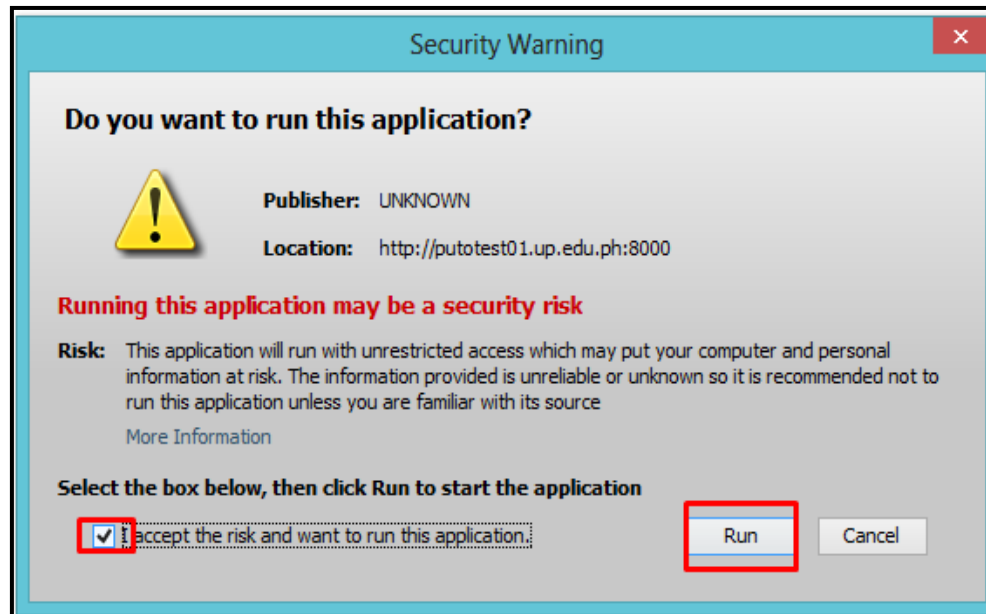 Security Warning
Do you want to run this application?
Publisher: UNKNOWN
Location: http://putotest01.up.edu.ph:8000
Running this application may be a security risk
Risk: This application will run with unrestricted access which may put your computer and personal
information at risk. The information provided is unreliable or unknown so it is recommended not to
run this application unless you are familiar with its source
More Information
Select the box below, then click Run to start the application
I accept the risk and want to run this application.
Run Cancel